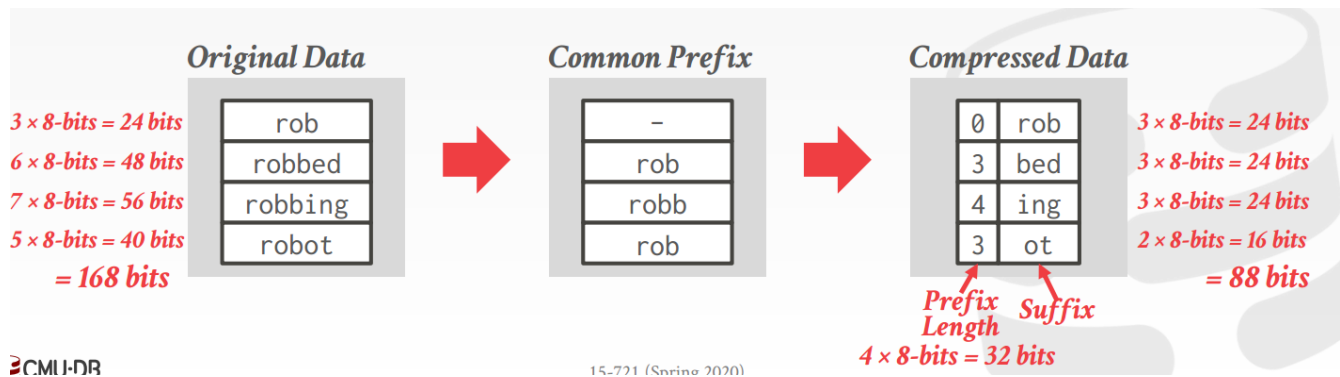 Original Data
Common Prefix
Compressed Data
3 × 8-bits = 24 bits
rob
–
0 rob
3 × 8-bits = 24 bits
6 × 8-bits = 48 bits
robbed
rob
3 bed
3 × 8-bits = 24 bits
7 × 8-bits = 56 bits
robbing
robb
4 ing
3 × 8-bits = 24 bits
5 × 8-bits = 40 bits
robot
rob
3 ot
2 × 8-bits = 16 bits
= 168 bits
= 88 bits
Prefix
Length
Suffix
4 × 8-bits = 32 bits
CMU·DB
15-721 (Spring 2020)